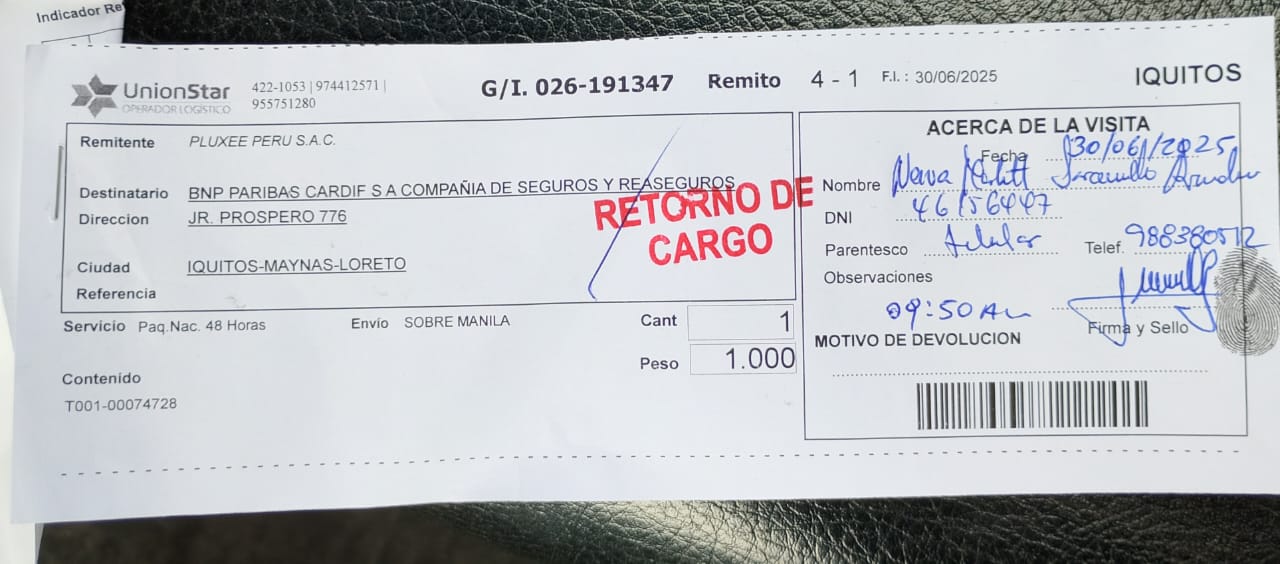 Indicador Re
UnionStar
OPERADOR LOGISTICO
422-1053 | 974412571 |
955751280
G/I. 026-191347 Remito 4 - 1 F.I. : 30/06/2025 IQUITOS
Remitente PLUXEE PERU S.A.C.
Destinatario BNP PARIBAS CARDIF S A COMPAÑIA DE SEGUROS Y REASEGUROS
Direccion JR. PROSPERO 776
Ciudad IQUITOS-MAYNAS-LORETO
Referencia
RETORNO DE
CARGO
Servicio Paq.Nac. 48 Horas Envío SOBRE MANILA Cant 1
Peso 1.000
Contenido
T001-00074728
ACERCA DE LA VISITA
Fecha 30/06/2025
Nombre
DNI 46156447
Parentesco Telef. 988380512
Observaciones
09:50 Am
Firma y Sello
MOTIVO DE DEVOLUCION